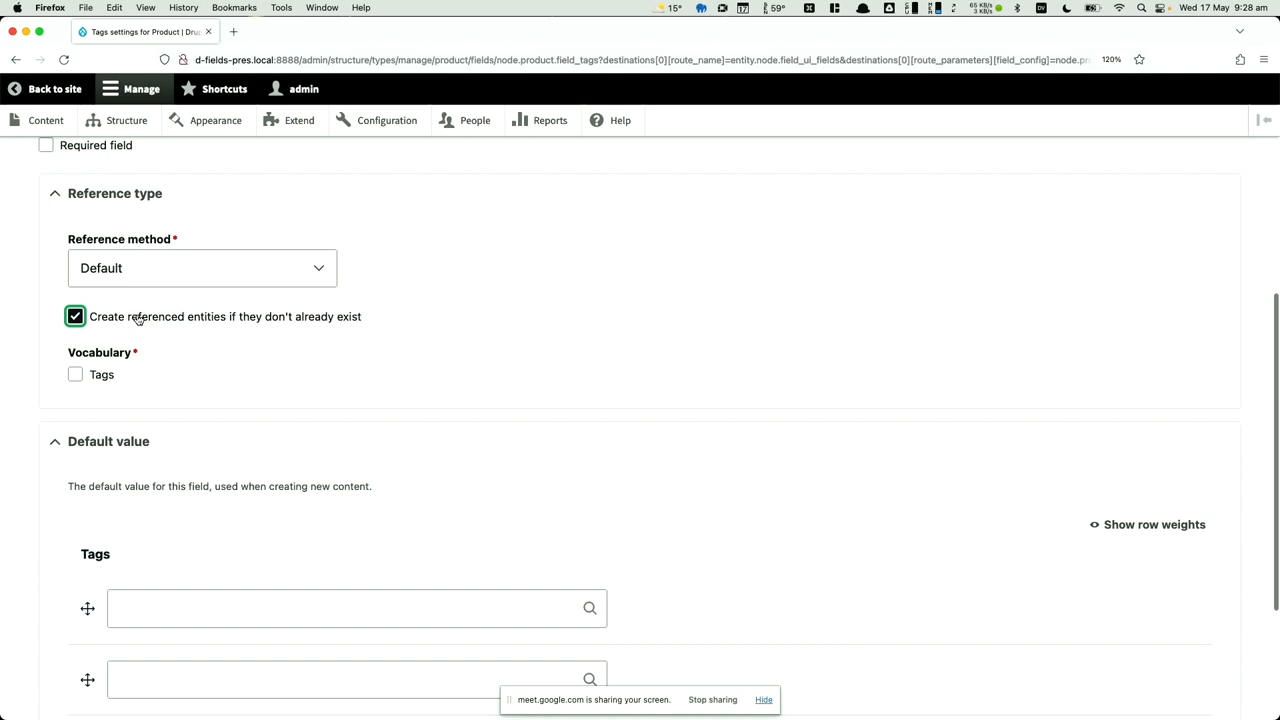 Firefox File Edit View History Bookmarks Tools Window Help 15° 17 59° DV Wed 17 May 9:28 am
Tags settings for Product | Dru
d-fields-pres.local:8888/admin/structure/types/manage/product/fields/node.product.field_tags?destinations[0][route_name]=entity.node.field_ui_fields&destinations[0][route_parameters][field_config]=node.pr 120%
Back to site Manage Shortcuts admin
Content Structure Appearance Extend Configuration People Reports Help
Required field
Reference type
Reference method*
Default
Create referenced entities if they don't already exist
Vocabulary*
Tags
Default value
The default value for this field, used when creating new content.
Show row weights
Tags
meet.google.com is sharing your screen. Stop sharing Hide